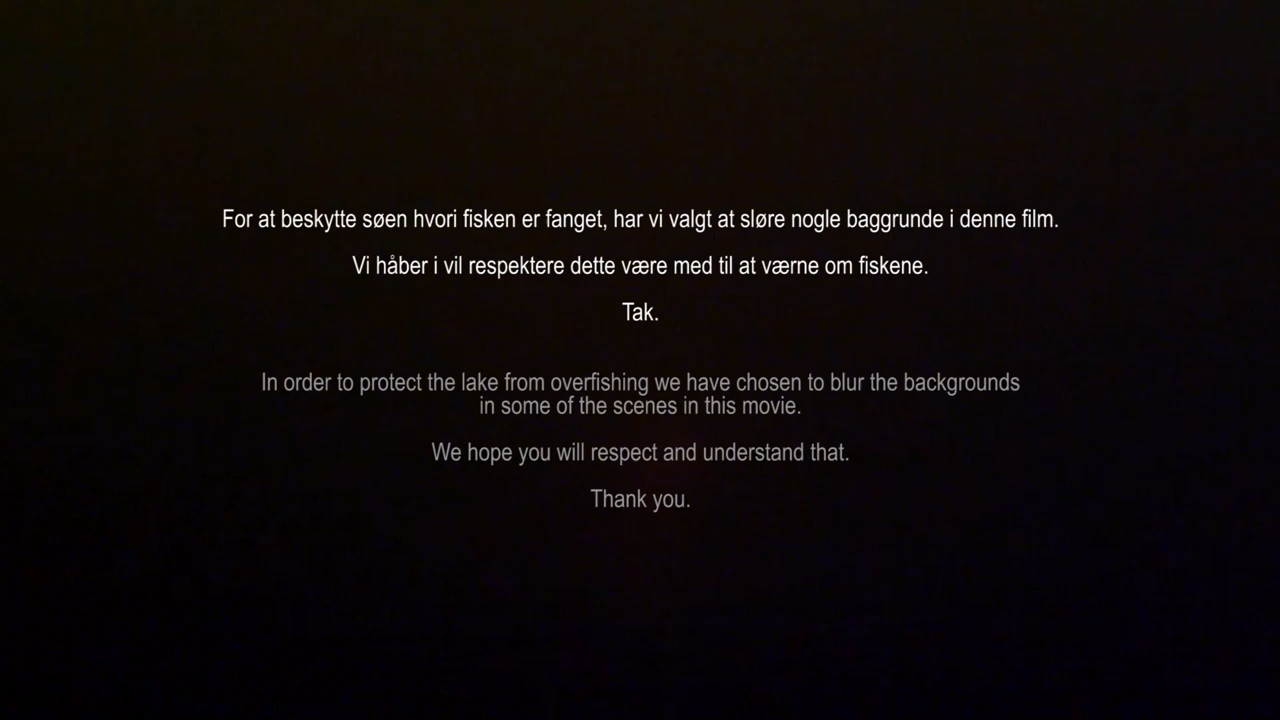 For at beskytte søen hvori fisken er fanget, har vi valgt at sløre nogle baggrunde i denne film.
Vi håber i vil respektere dette være med til at værne om fiskene.
Tak.
In order to protect the lake from overfishing we have chosen to blur the backgrounds
in some of the scenes in this movie.
We hope you will respect and understand that.
Thank you.